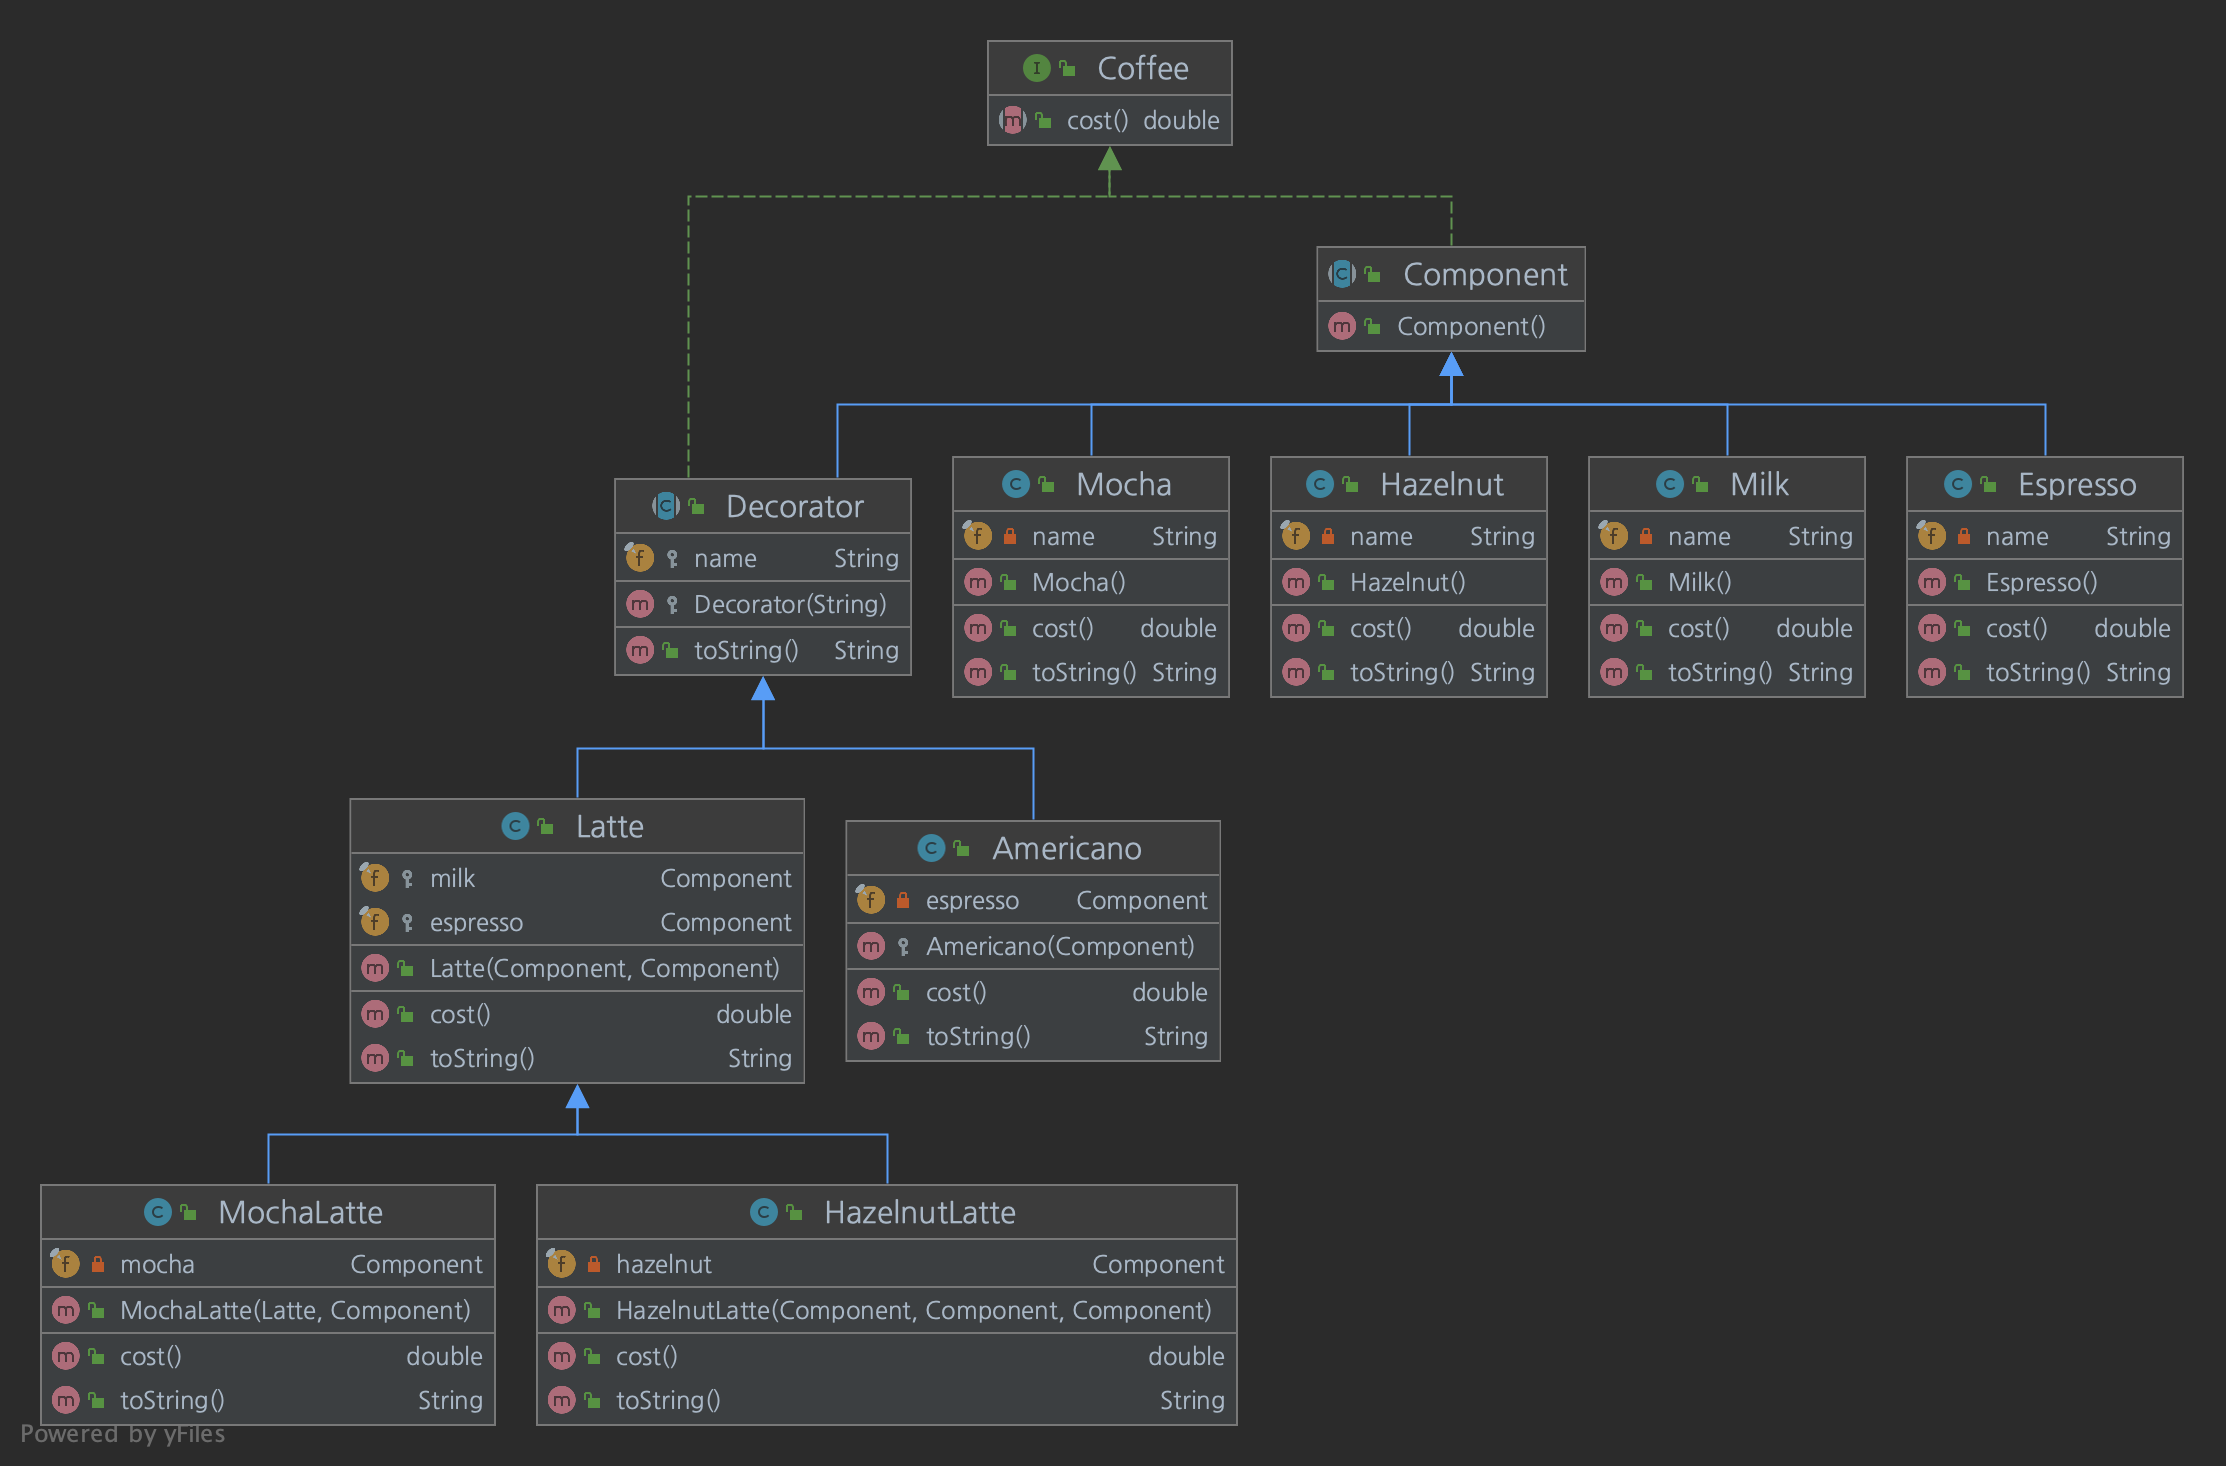 Coffee
cost() double
Component
Component()
Decorator
name String
Decorator(String)
toString() String
Mocha
name String
Mocha()
cost() double
toString() String
Hazelnut
name String
Hazelnut()
cost() double
toString() String
Milk
name String
Milk()
cost() double
toString() String
Espresso
name String
Espresso()
cost() double
toString() String
Latte
milk Component
espresso Component
Latte(Component, Component)
cost() double
toString() String
Americano
espresso Component
Americano(Component)
cost() double
toString() String
MochaLatte
mocha Component
MochaLatte(Latte, Component)
cost() double
toString() String
HazelnutLatte
hazelnut Component
HazelnutLatte(Component, Component, Component)
cost() double
toString() String
Powered by yFiles